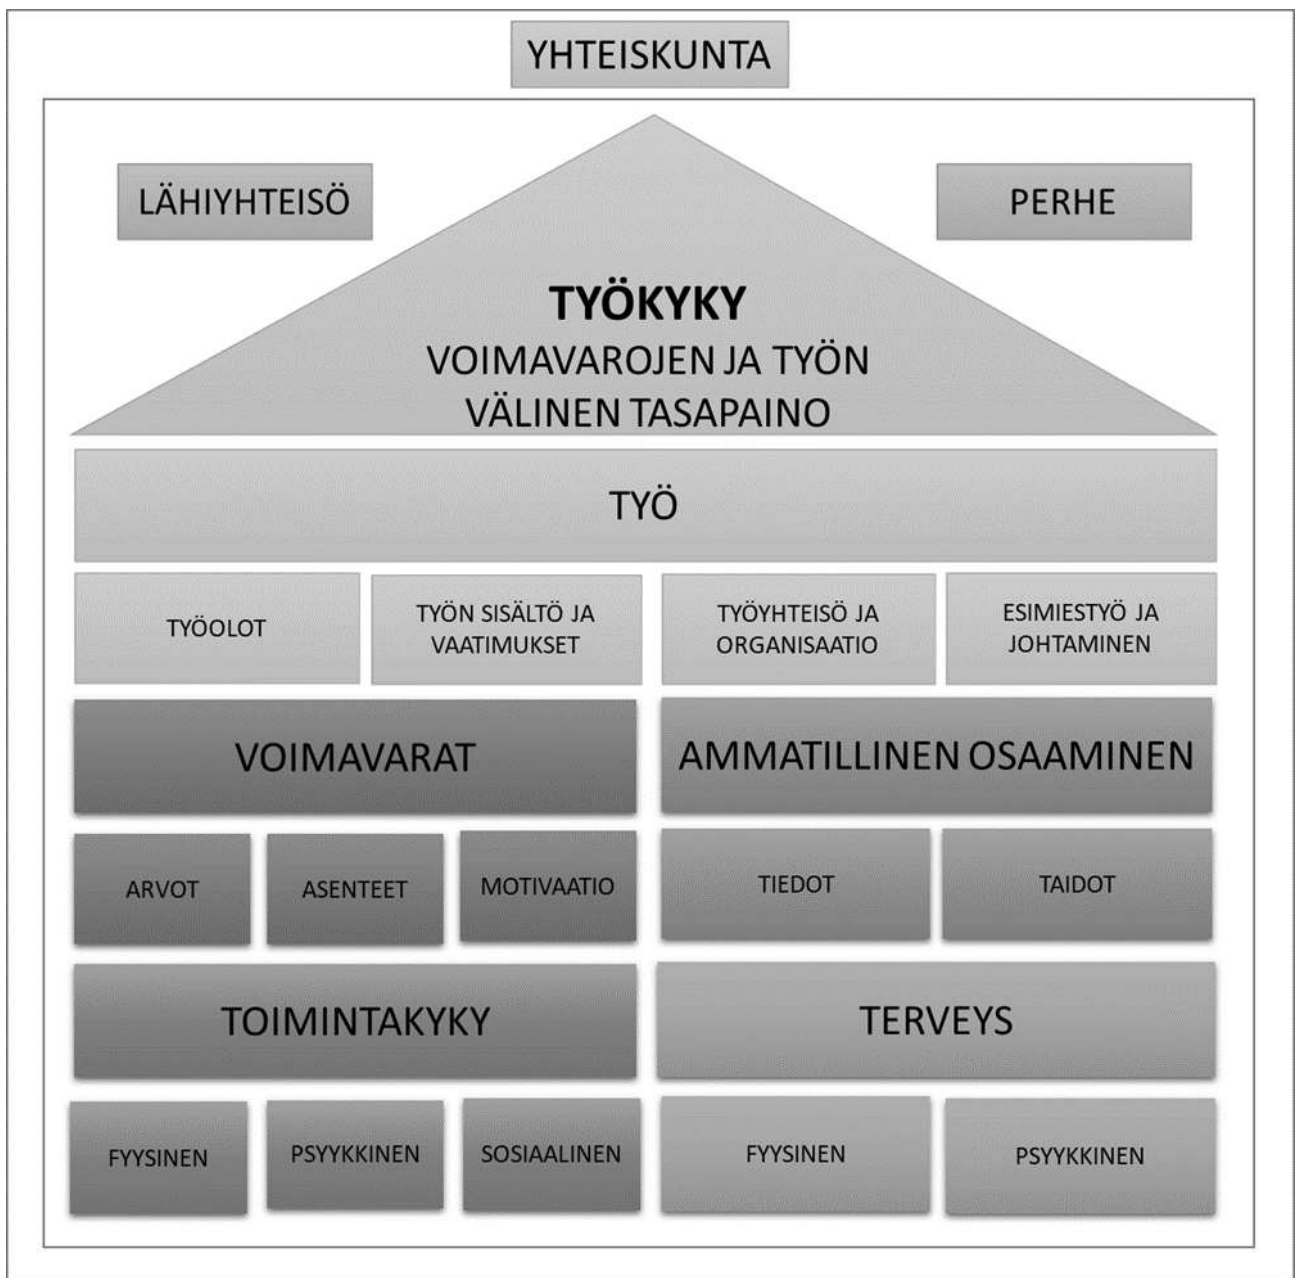 YHTEISKUNTA
LÄHIYHTEISÖ
PERHE
TYÖKYKY
VOIMAVAROJEN JA TYÖN
VÄLINEN TASAPAINO
TYÖ
TYÖOLOT
TYÖN SISÄLTÖ JA
VAATIMUKSET
TYÖYHTEISÖ JA
ORGANISAATIO
ESIMIESTYÖ JA
JOHTAMINEN
VOIMAVARAT
AMMATILLINEN OSAAMINEN
ARVOT
ASENTEET
MOTIVAATIO
TIEDOT
TAIDOT
TOIMINTAKYKY
TERVEYS
FYYSINEN
PSYYKKINEN
SOSIAALINEN
FYYSINEN
PSYYKKINEN